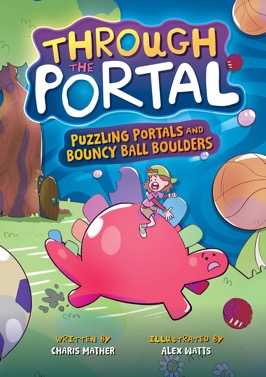 THROUGH
THE
PORTAL
PUZZLING PORTALS AND
BOUNCY BALL BOULDERS
WRITTEN BY
CHARIS MATHER
ILLUSTRATED BY
ALEX WATTS